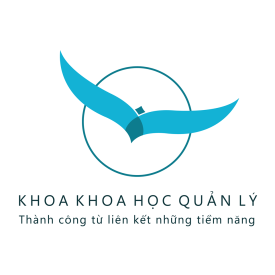 KHOA KHOA HỌC QUẢN LÝ
Thành công từ liên kết những tiềm năng